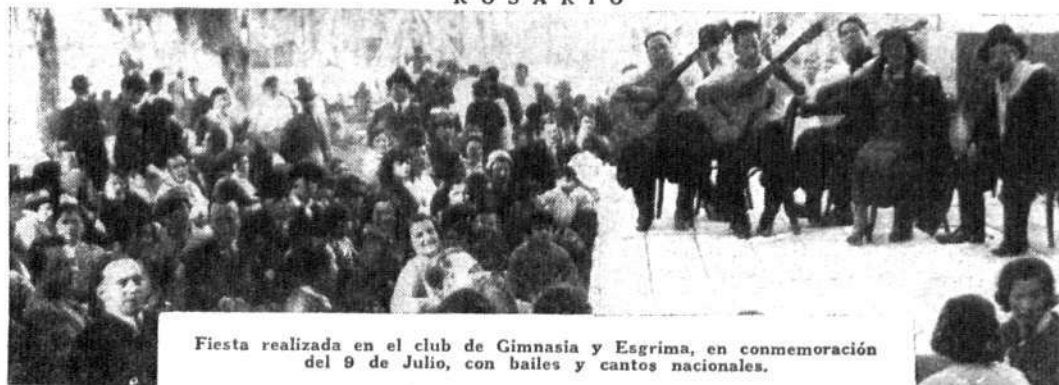 ROSARIO
Fiesta realizada en el club de Gimnasia y Esgrima, en conmemoración
del 9 de Julio, con bailes y cantos nacionales.